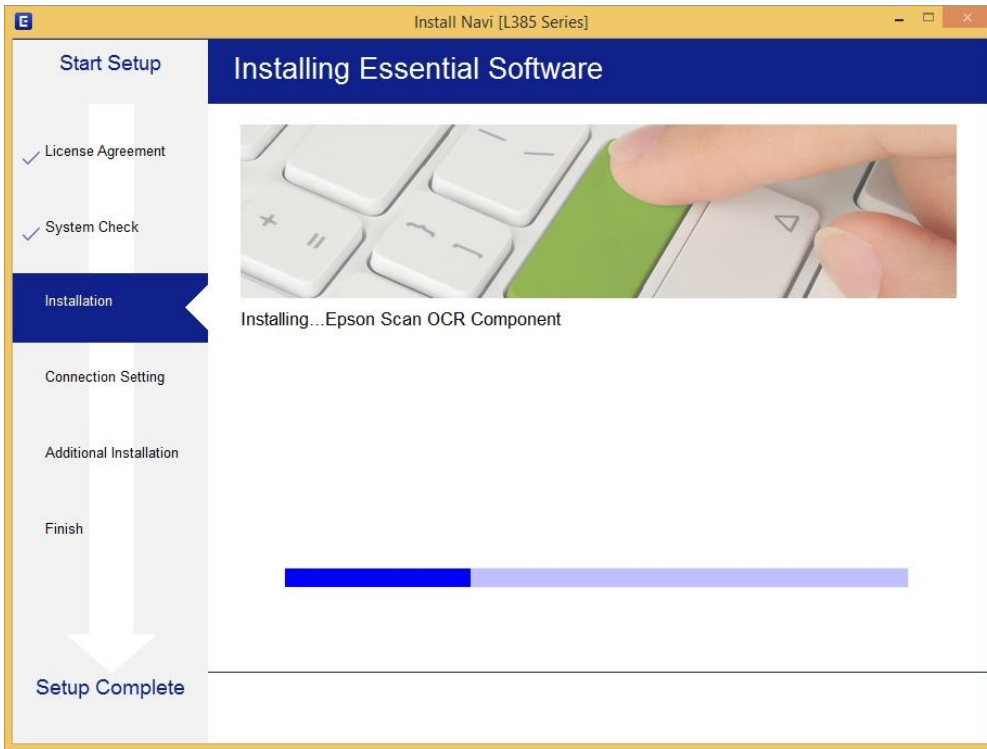 E
Install Navi [L385 Series]
Start Setup
Installing Essential Software
License Agreement
System Check
Installation
Installing...Epson Scan OCR Component
Connection Setting
Additional Installation
Finish
Setup Complete